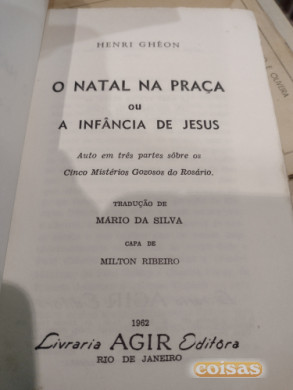 HENRI GHÉON
O NATAL NA PRAÇA
ou
A INFÂNCIA DE JESUS
Auto em três partes sôbre os
Cinco Mistérios Gozosos do Rosário.
TRADUÇÃO DE
MÁRIO DA SILVA
CAPA DE
MILTON RIBEIRO
1962
Livraria AGIR Editora
RIO DE JANEIRO
coisas